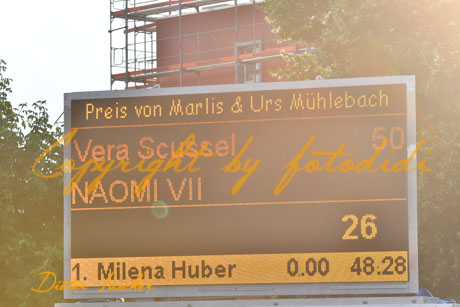 Preis von Marlis & Urs Mühlebach
Vera Scussel 50
NAOMI VII
Copyright by fotodidi
26
1. Milena Huber 0.00 48.28